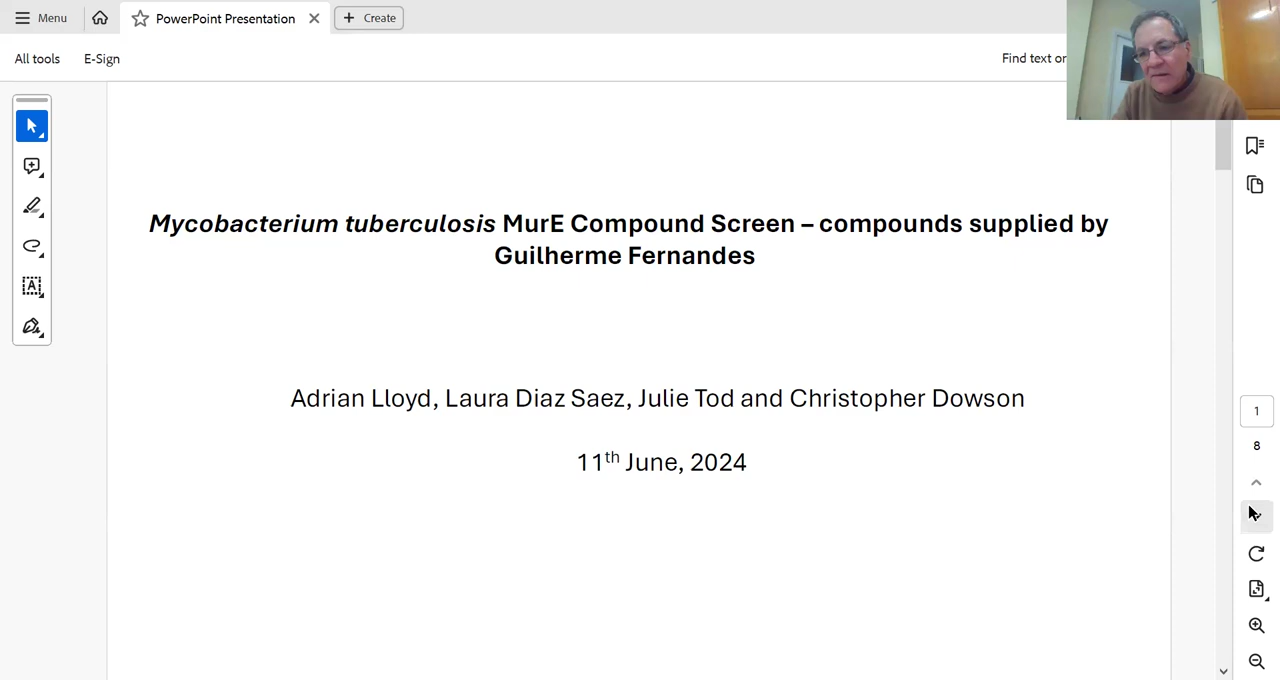 Menu
PowerPoint Presentation
Create
All tools
E-Sign
Find text or
Mycobacterium tuberculosis MurE Compound Screen – compounds supplied by
Guilherme Fernandes
Adrian Lloyd, Laura Diaz Saez, Julie Tod and Christopher Dowson
11th June, 2024
1
8